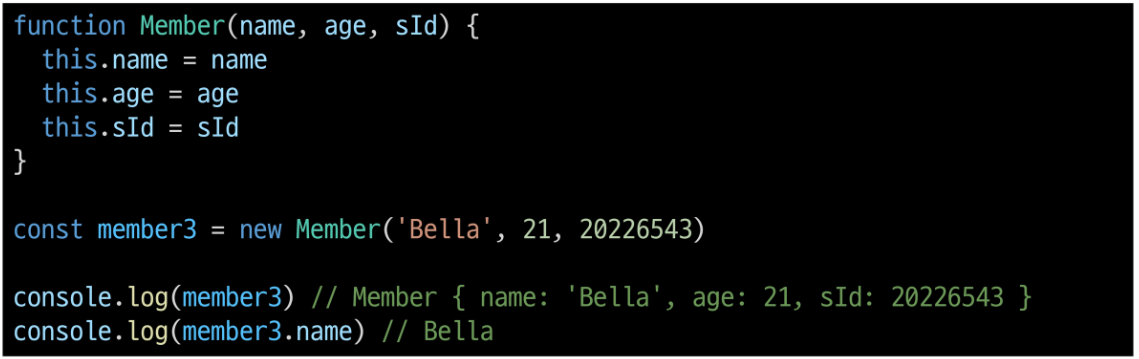 function Member(name, age, sId) {
  this.name = name
  this.age = age
  this.sId = sId
}

const member3 = new Member('Bella', 21, 20226543)

console.log(member3) // Member { name: 'Bella', age: 21, sId: 20226543 }
console.log(member3.name) // Bella